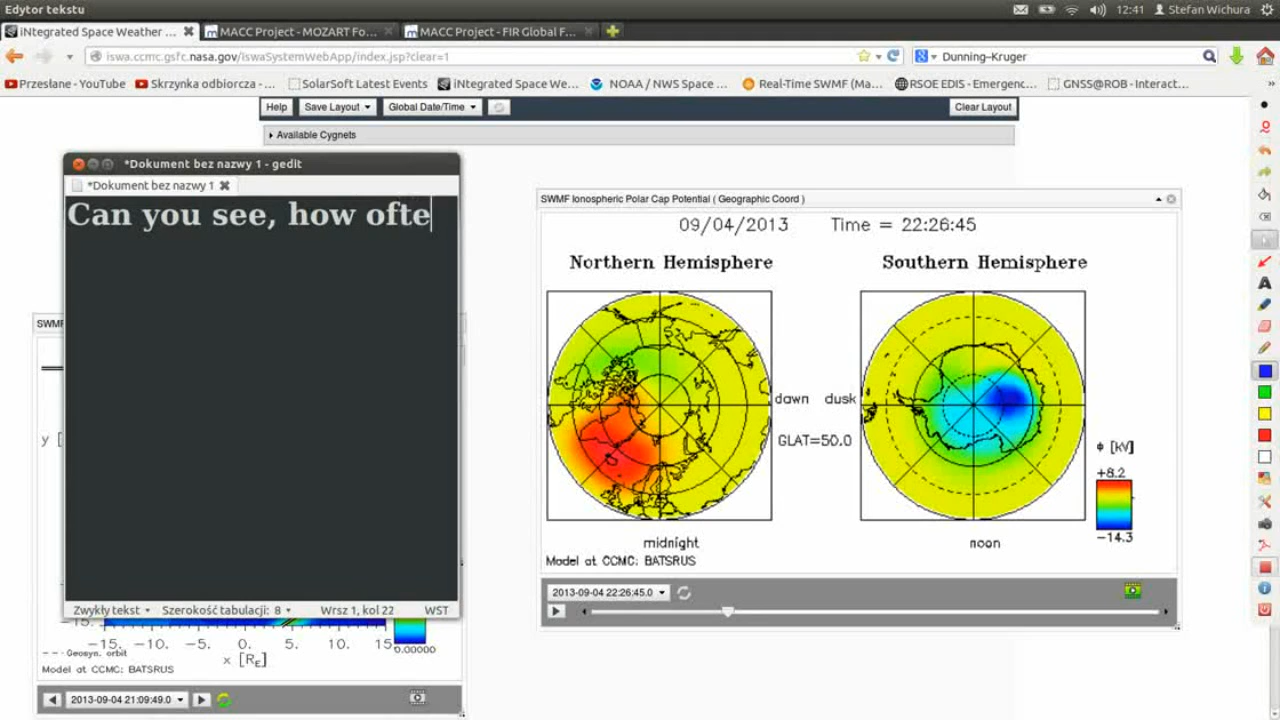 Edytor tekstu
12:41
Stefan Wichura
iNtegrated Space Weather ...
MACC Project - MOZART Fo...
MACC Project - FIR Global F...
iswa.ccmc.gsfc.nasa.gov/IswaSystemWebApp/index.jsp?clear=1
Dunning–Kruger
Przesłane - YouTube
Skrzynka odbiorcza - ...
SolarSoft Latest Events
iNtegrated Space We...
NOAA / NWS Space ...
Real-Time SWMF (Ma...
RSOE EDIS - Emergenc...
GNSS@ROB - Interact...
Help
Save Layout
Global Date/Time
Clear Layout
Available Cygnets
*Dokument bez nazwy 1 - gedit
*Dokument bez nazwy 1
Can you see, how ofte
Zwykły tekst
Szerokość tabulacji: 8
Wrsz 1, kol 22
WST
SWMF Ionospheric Polar Cap Potential ( Geographic Coord )
09/04/2013 Time = 22:26:45
Northern Hemisphere
Southern Hemisphere
dawn
dusk
GLAT=50.0
Φ [kV]
+8.2
−14.3
midnight
noon
Model at CCMC: BATSRUS
2013-09-04 22:26:45.0
SWMF
y [
−15.
−15. −10. −5. 0. 5. 10. 15
0.00000
Geosyn. orbit
x [RE]
Model at CCMC: BATSRUS
2013-09-04 21:09:49.0